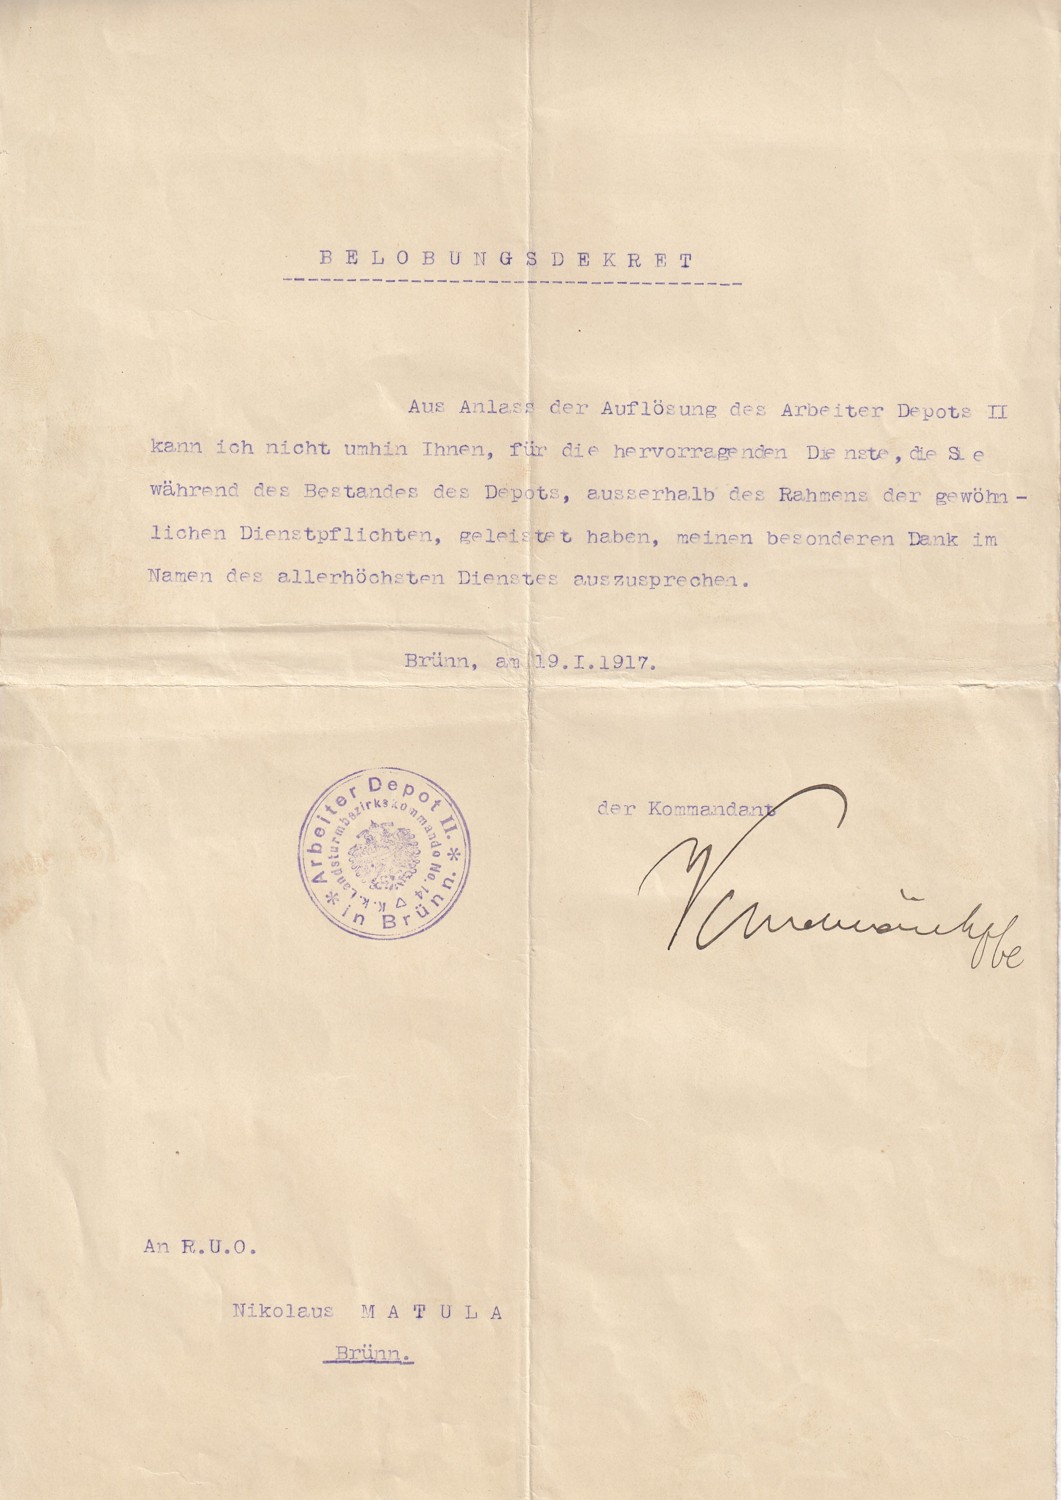 BELOBUNGSDEKRET
Aus Anlass der Auflösung des Arbeiter Depots II
kann ich nicht umhin Ihnen, für die hervorragenden Dienste, die Sie
während des Bestandes des Depots, ausserhalb des Rahmens der gewöhn-
lichen Dienstpflichten, geleistet haben, meinen besonderen Dank im
Namen des allerhöchsten Dienstes auszusprechen.
Brünn, am 19.I.1917.
* Arbeiter Depot II. * in Brünn.
K.k. Landsturmbezirkskommando No. 14
der Kommandant
An R.U.O.
Nikolaus MATULA
Brünn.